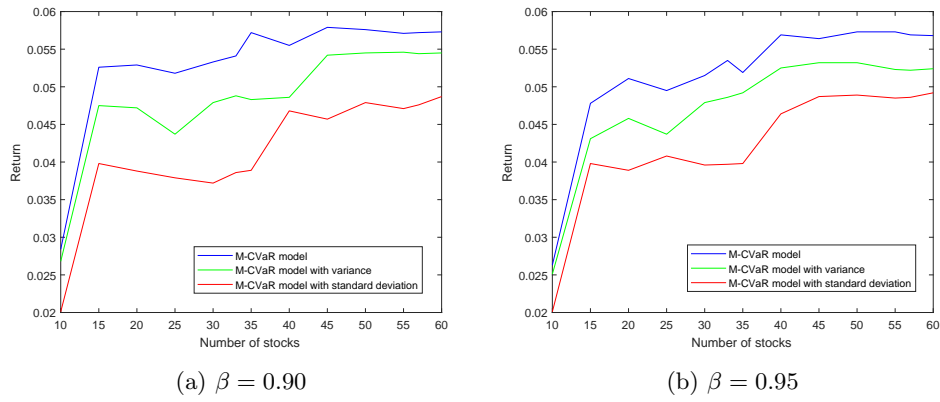 0.06
0.055
0.05
0.045
0.04
0.035
0.03
0.025
0.02
Return
10 15 20 25 30 35 40 45 50 55 60
Number of stocks
M-CVaR model
M-CVaR model with variance
M-CVaR model with standard deviation
(a) β = 0.90
0.06
0.055
0.05
0.045
0.04
0.035
0.03
0.025
0.02
Return
10 15 20 25 30 35 40 45 50 55 60
Number of stocks
M-CVaR model
M-CVaR model with variance
M-CVaR model with standard deviation
(b) β = 0.95